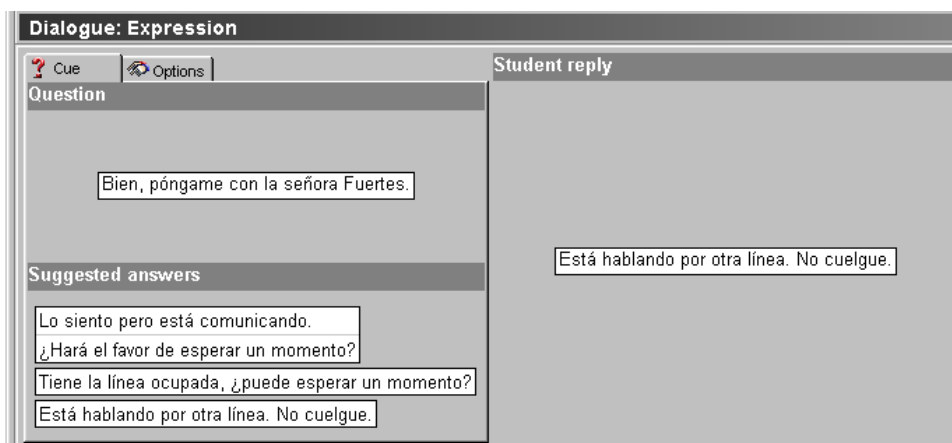 Dialogue: Expression
Cue
Options
Question
Bien, póngame con la señora Fuertes.
Suggested answers
Lo siento pero está comunicando.
¿Hará el favor de esperar un momento?
Tiene la línea ocupada, ¿puede esperar un momento?
Está hablando por otra línea. No cuelgue.
Student reply
Está hablando por otra línea. No cuelgue.